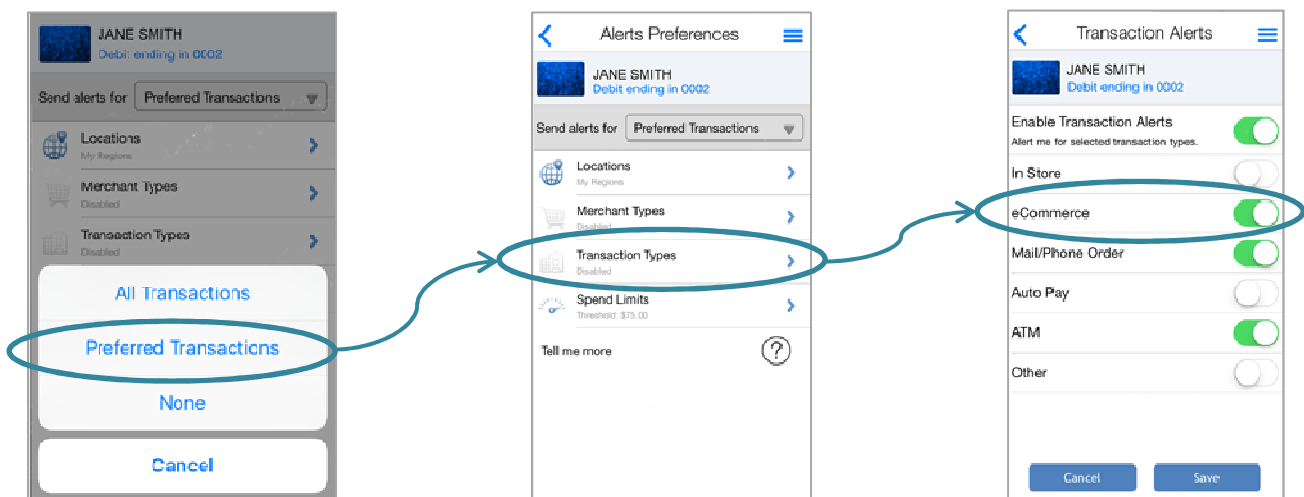 JANE SMITH
Debit ending in 0002
Send alerts for Preferred Transactions
Locations
My Regions
Merchant Types
Disabled
Transaction Types
Disabled
All Transactions
Preferred Transactions
None
Cancel
Alerts Preferences
JANE SMITH
Debit ending in 0002
Send alerts for Preferred Transactions
Locations
My Regions
Merchant Types
Disabled
Transaction Types
Disabled
Spend Limits
Threshold: $75.00
Tell me more ?
Transaction Alerts
JANE SMITH
Debit ending in 0002
Enable Transaction Alerts
Alert me for selected transaction types.
In Store
eCommerce
Mail/Phone Order
Auto Pay
ATM
Other
Cancel Save